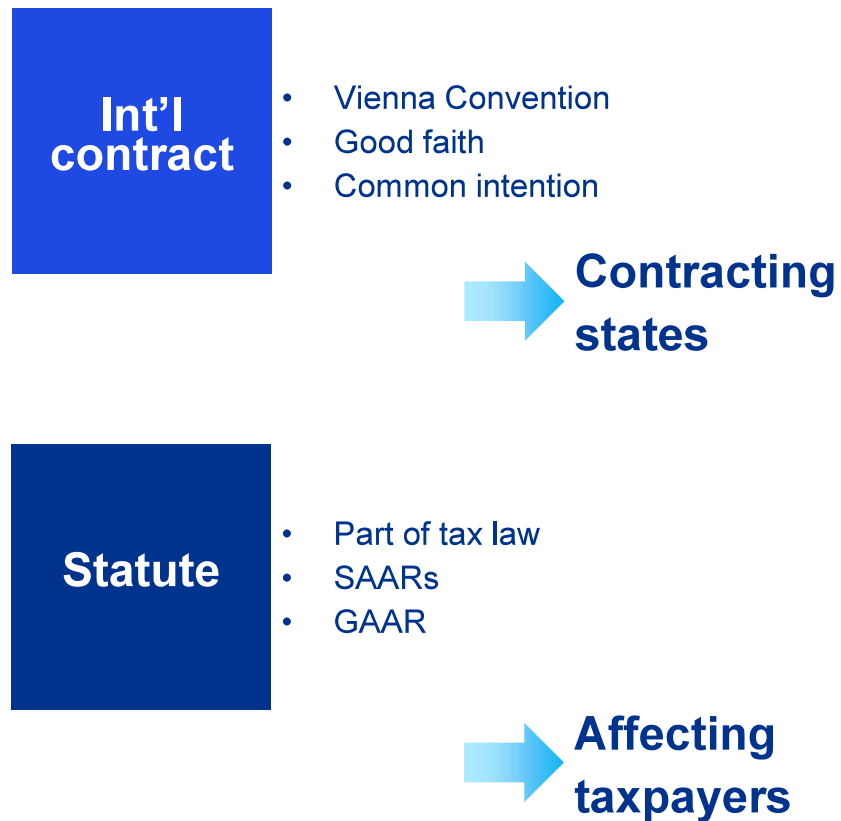 Int'l
contract
• Vienna Convention
• Good faith
• Common intention
Contracting
states
Statute
• Part of tax law
• SAARs
• GAAR
Affecting
taxpayers